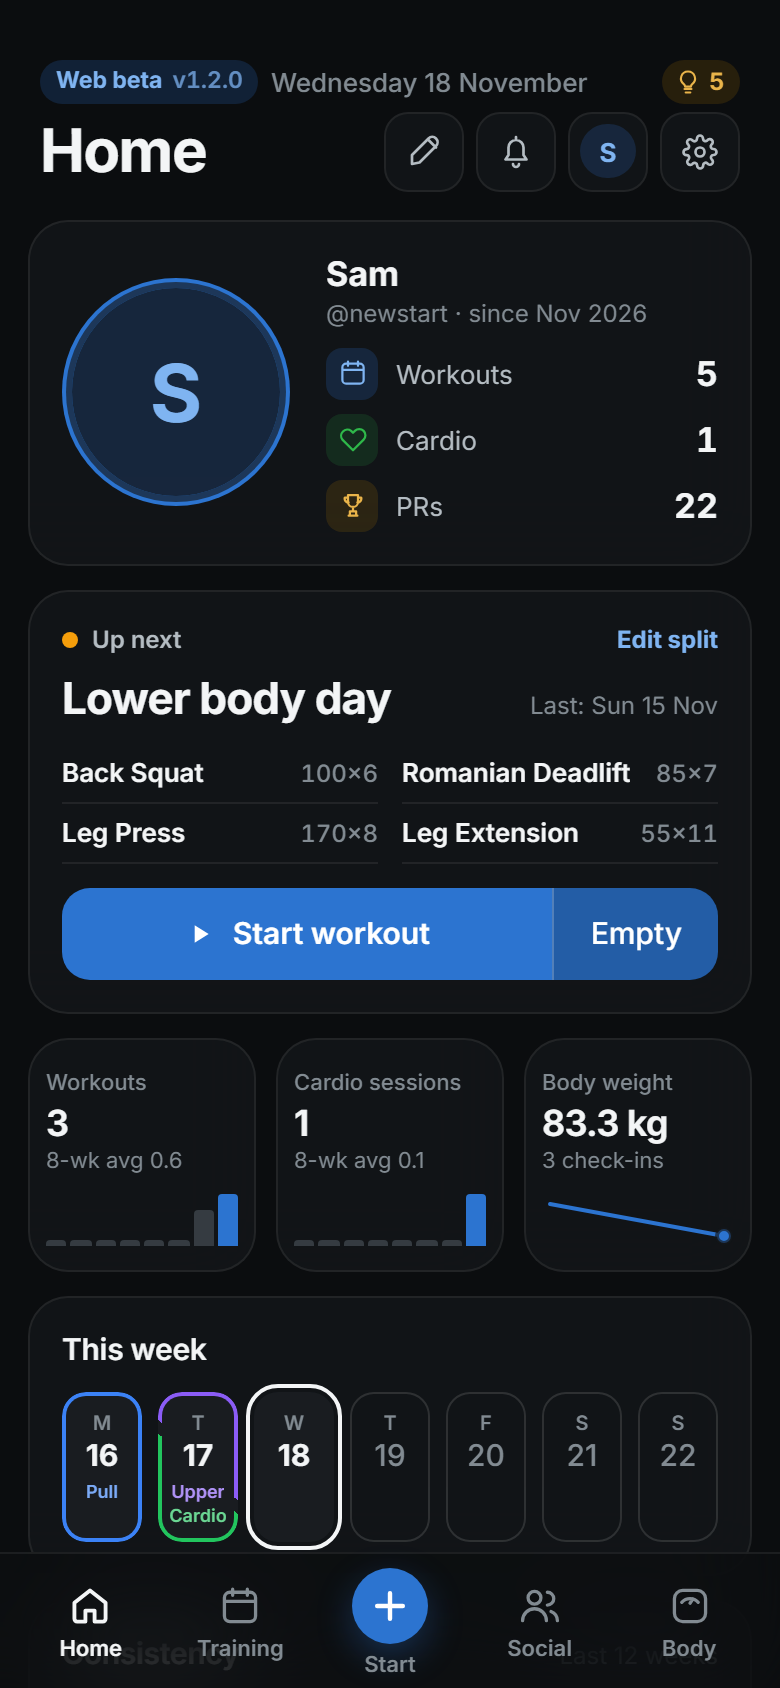 Web beta v1.2.0 Wednesday 18 November 5
Home S
S
Sam
@newstart · since Nov 2026
Workouts 5
Cardio 1
PRs 22
Up next Edit split
Lower body day Last: Sun 15 Nov
Back Squat 100×6 Romanian Deadlift 85×7
Leg Press 170×8 Leg Extension 55×11
Start workout Empty
Workouts
3
8-wk avg 0.6
Cardio sessions
1
8-wk avg 0.1
Body weight
83.3 kg
3 check-ins
This week
M T W T F S S
16 17 18 19 20 21 22
Pull Upper
Cardio
Consistency Last 12 weeks
Home Training Start Social Body